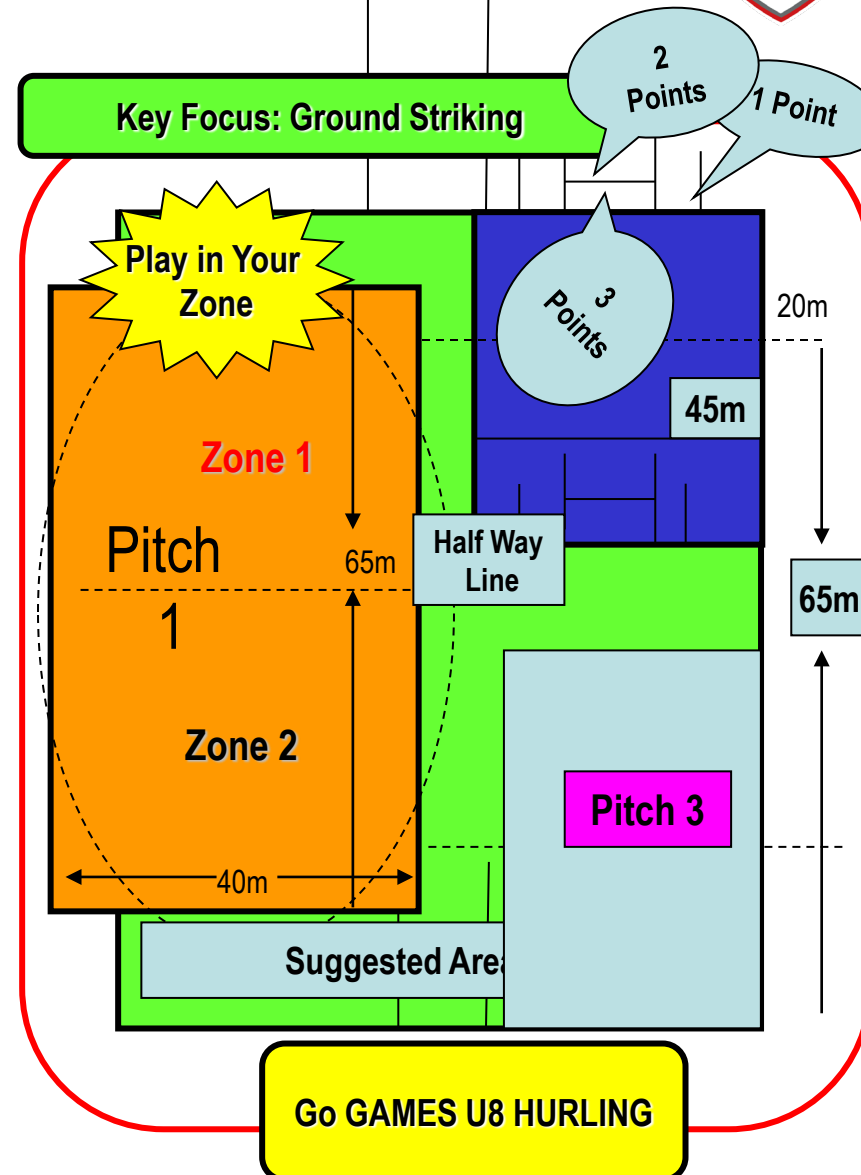 2
Points
1 Point
Key Focus: Ground Striking
Play in Your
Zone
3
Points
20m
45m
Zone 1
Pitch
1
65m
Half Way
Line
65m
Zone 2
Pitch 3
40m
Suggested Area
Go GAMES U8 HURLING